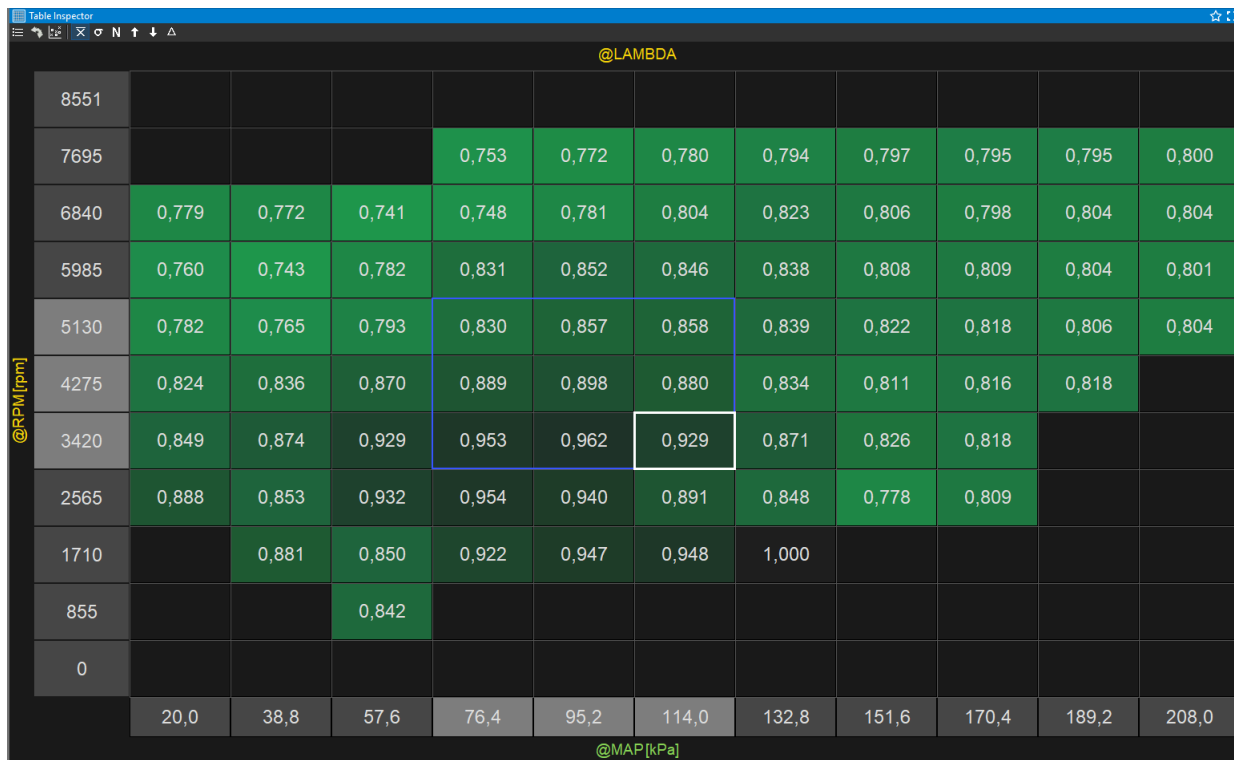 Table Inspector
x σ N
@LAMBDA
8551
7695 0,753 0,772 0,780 0,794 0,797 0,795 0,795 0,800
6840 0,779 0,772 0,741 0,748 0,781 0,804 0,823 0,806 0,798 0,804 0,804
5985 0,760 0,743 0,782 0,831 0,852 0,846 0,838 0,808 0,809 0,804 0,801
5130 0,782 0,765 0,793 0,830 0,857 0,858 0,839 0,822 0,818 0,806 0,804
@RPM[rpm]
4275 0,824 0,836 0,870 0,889 0,898 0,880 0,834 0,811 0,816 0,818
3420 0,849 0,874 0,929 0,953 0,962 0,929 0,871 0,826 0,818
2565 0,888 0,853 0,932 0,954 0,940 0,891 0,848 0,778 0,809
1710 0,881 0,850 0,922 0,947 0,948 1,000
855 0,842
0
20,0 38,8 57,6 76,4 95,2 114,0 132,8 151,6 170,4 189,2 208,0
@MAP[kPa]